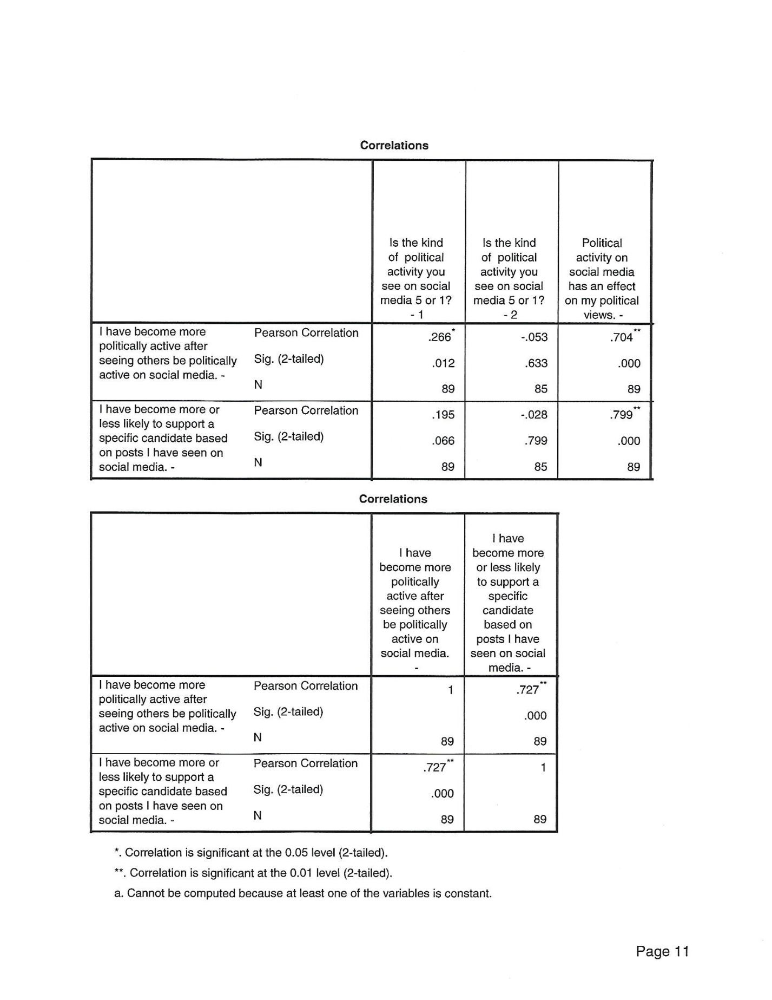 Correlations
Is the kind
of political
activity you
see on social
media 5 or 1?
- 1
Is the kind
of political
activity you
see on social
media 5 or 1?
- 2
Political
activity on
social media
has an effect
on my political
views. -
I have become more
politically active after
seeing others be politically
active on social media. -
Pearson Correlation
.266*
-.053
.704**
Sig. (2-tailed)
.012
.633
.000
N
89
85
89
I have become more or
less likely to support a
specific candidate based
on posts I have seen on
social media. -
Pearson Correlation
.195
-.028
.799**
Sig. (2-tailed)
.066
.799
.000
N
89
85
89
Correlations
I have
become more
politically
active after
seeing others
be politically
active on
social media.
-
I have
become more
or less likely
to support a
specific
candidate
based on
posts I have
seen on social
media. -
I have become more
politically active after
seeing others be politically
active on social media. -
Pearson Correlation
1
.727**
Sig. (2-tailed)
.000
N
89
89
I have become more or
less likely to support a
specific candidate based
on posts I have seen on
social media. -
Pearson Correlation
.727**
1
Sig. (2-tailed)
.000
N
89
89
*. Correlation is significant at the 0.05 level (2-tailed).
**. Correlation is significant at the 0.01 level (2-tailed).
a. Cannot be computed because at least one of the variables is constant.
Page 11